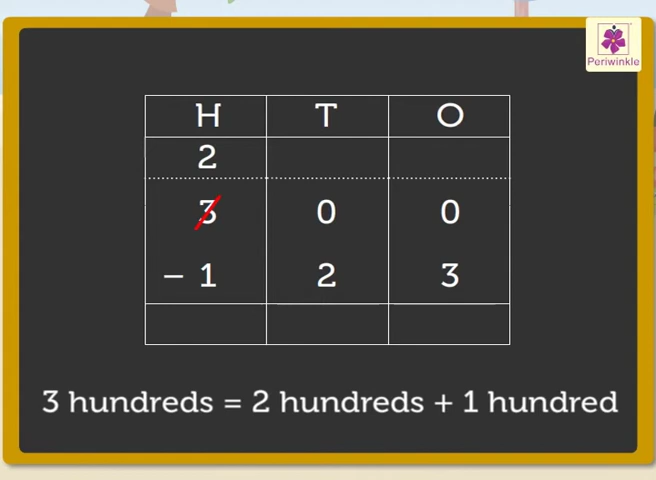 Periwinkle
H T O
2
3 0 0
– 1 2 3
3 hundreds = 2 hundreds + 1 hundred